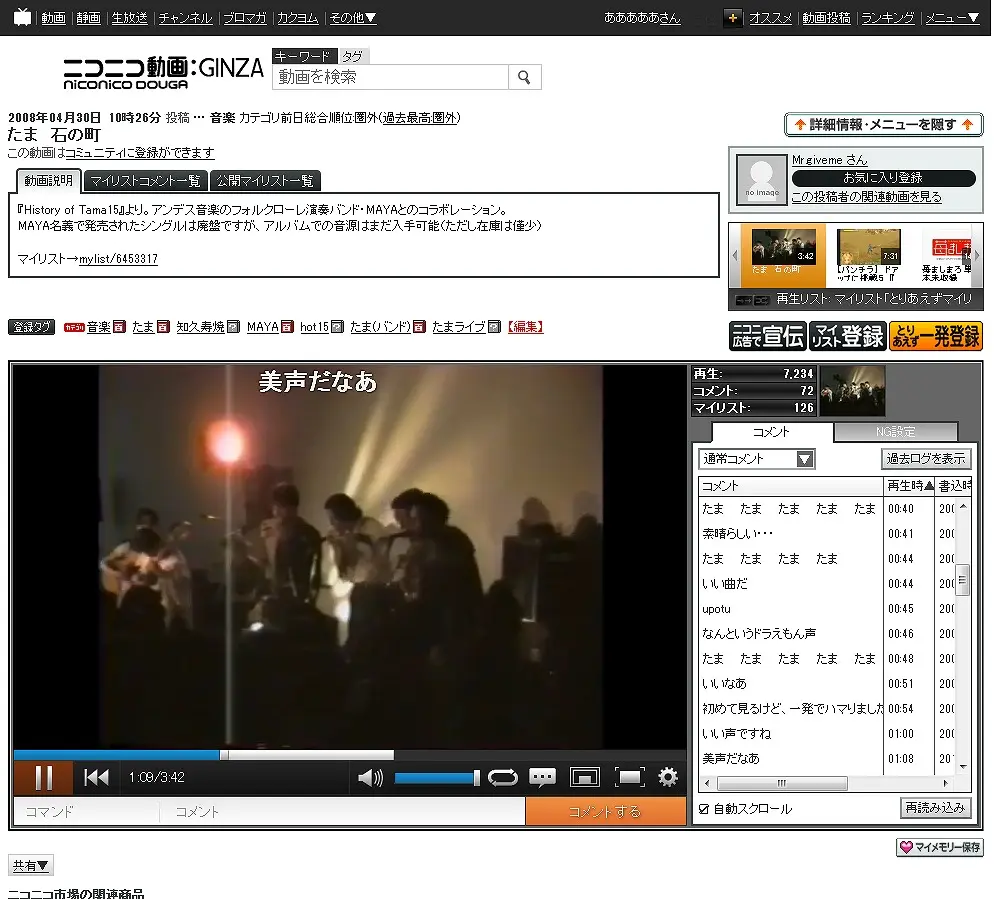 動画 静画 生放送 チャンネル ブロマガ カクヨム その他▼ あああああさん + オススメ 動画投稿 ランキング メニュー▼
ニコニコ動画:GINZA
niconico DOUGA
キーワード タグ
動画を検索
2008年04月30日 10時26分 投稿 … 音楽 カテゴリ前日総合順位:圏外(過去最高:圏外)
たま 石の町
この動画はコミュニティに登録ができます
↑詳細情報・メニューを隠す↑
動画説明 マイリストコメント一覧 公開マイリスト一覧
『History of Tama15』より。アンデス音楽のフォルクローレ演奏バンド・MAYAとのコラボレーション。
MAYA名義で発売されたシングルは廃盤ですが、アルバムでの音源はまだ入手可能(ただし在庫は僅少)
マイリスト→mylist/6453317
no image
Mr.giveme さん
お気に入り登録
この投稿者の関連動画を見る
3:42
たま 石の町
7:31
再生リスト: マイリスト「とりあえずマイリ
登録タグ カテゴリ 音楽 たま 知久寿焼 MAYA hot15 たま(バンド) たまライブ 【編集】
ニコニ広告で宣伝 マイリスト登録 とりあえず一発登録
美声だなあ
再生: 7,234
コメント: 72
マイリスト: 126
コメント NG設定
通常コメント▼ 過去ログを表示
コメント 再生時▲ 書込時
たま たま たま たま たま 00:40 200
素晴らしい・・・ 00:41 200
たま たま たま たま 00:44 200
いい曲だ 00:44 200
upotu 00:45 200
なんというドラえもん声 00:46 200
たま たま たま たま たま 00:48 200
いいなあ 00:51 200
初めて見るけど、一発でハマりました 00:54 200
いい声ですね 01:00 200
美声だなあ 01:08 20
自動スクロール 再読み込み
1:09/3:42
コマンド コメント コメントする
マイメモリー保存
共有▼
ニコニコ市場の関連商品